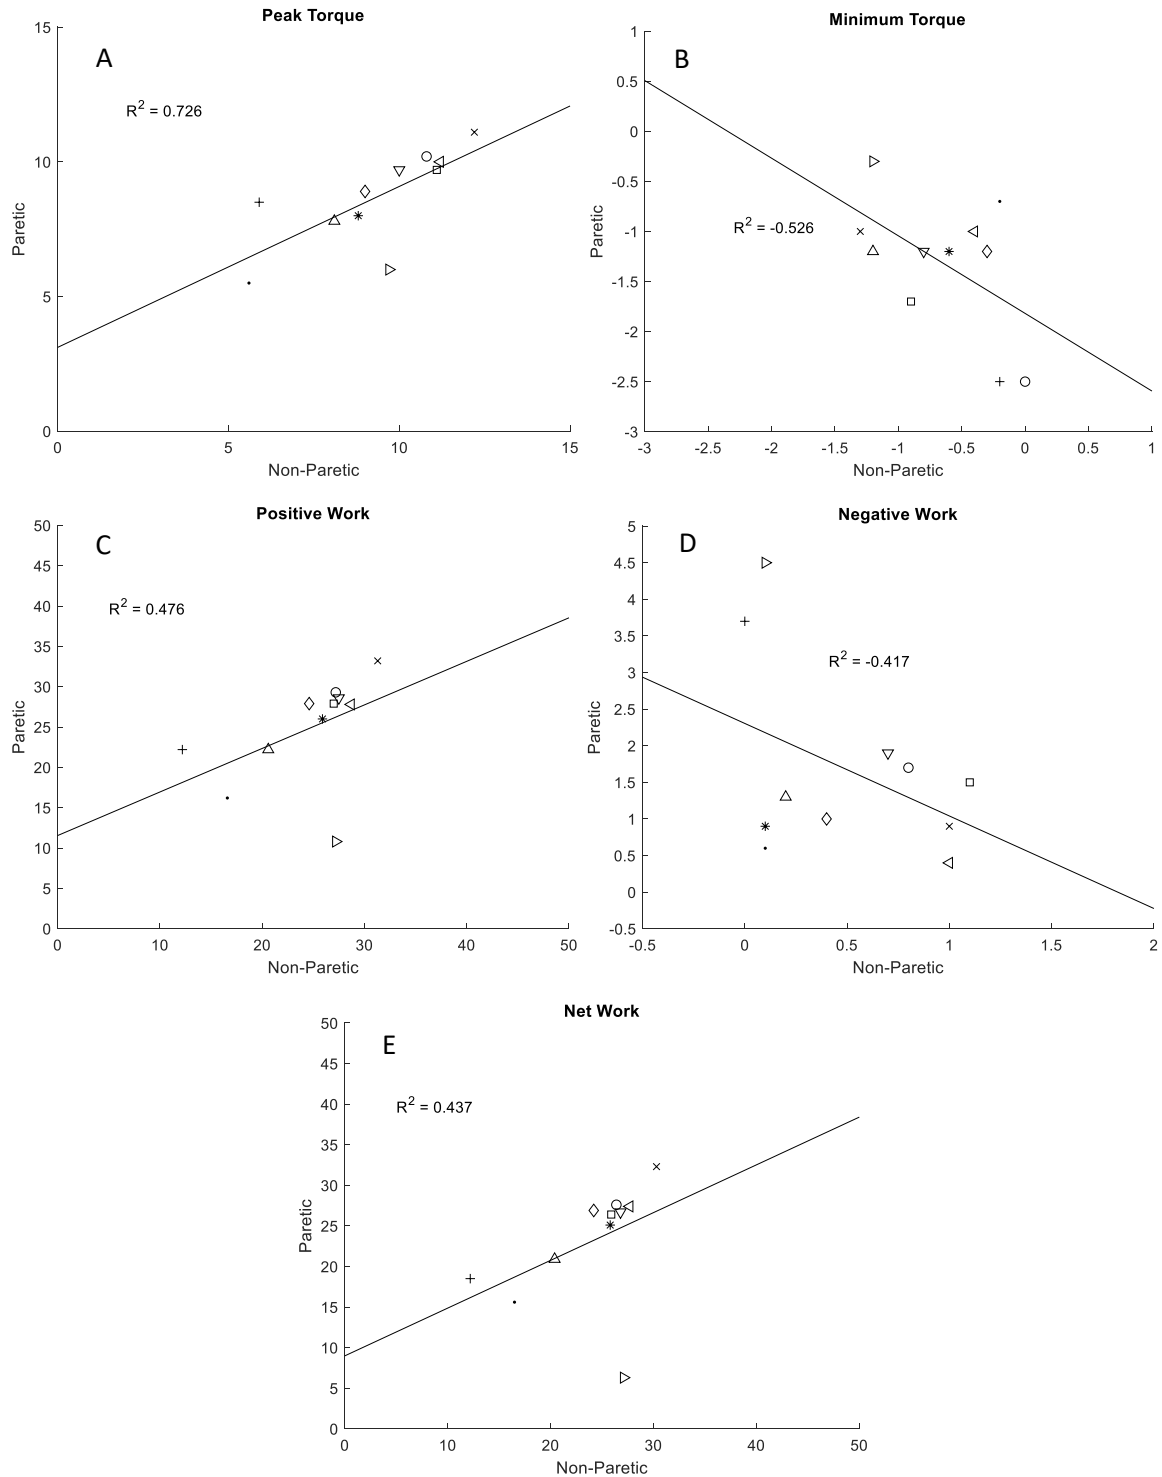 Peak Torque
A
R2 = 0.726
15
10
5
0
Paretic
0 5 10 15
Non-Paretic
Minimum Torque
B
R2 = -0.526
1
0.5
0
-0.5
-1
-1.5
-2
-2.5
-3
Paretic
-3 -2.5 -2 -1.5 -1 -0.5 0 0.5 1
Non-Paretic
Positive Work
C
R2 = 0.476
50
45
40
35
30
25
20
15
10
5
0
Paretic
0 10 20 30 40 50
Non-Paretic
Negative Work
D
R2 = -0.417
5
4.5
4
3.5
3
2.5
2
1.5
1
0.5
0
-0.5
Paretic
-0.5 0 0.5 1 1.5 2
Non-Paretic
Net Work
E
R2 = 0.437
50
45
40
35
30
25
20
15
10
5
0
Paretic
0 10 20 30 40 50
Non-Paretic